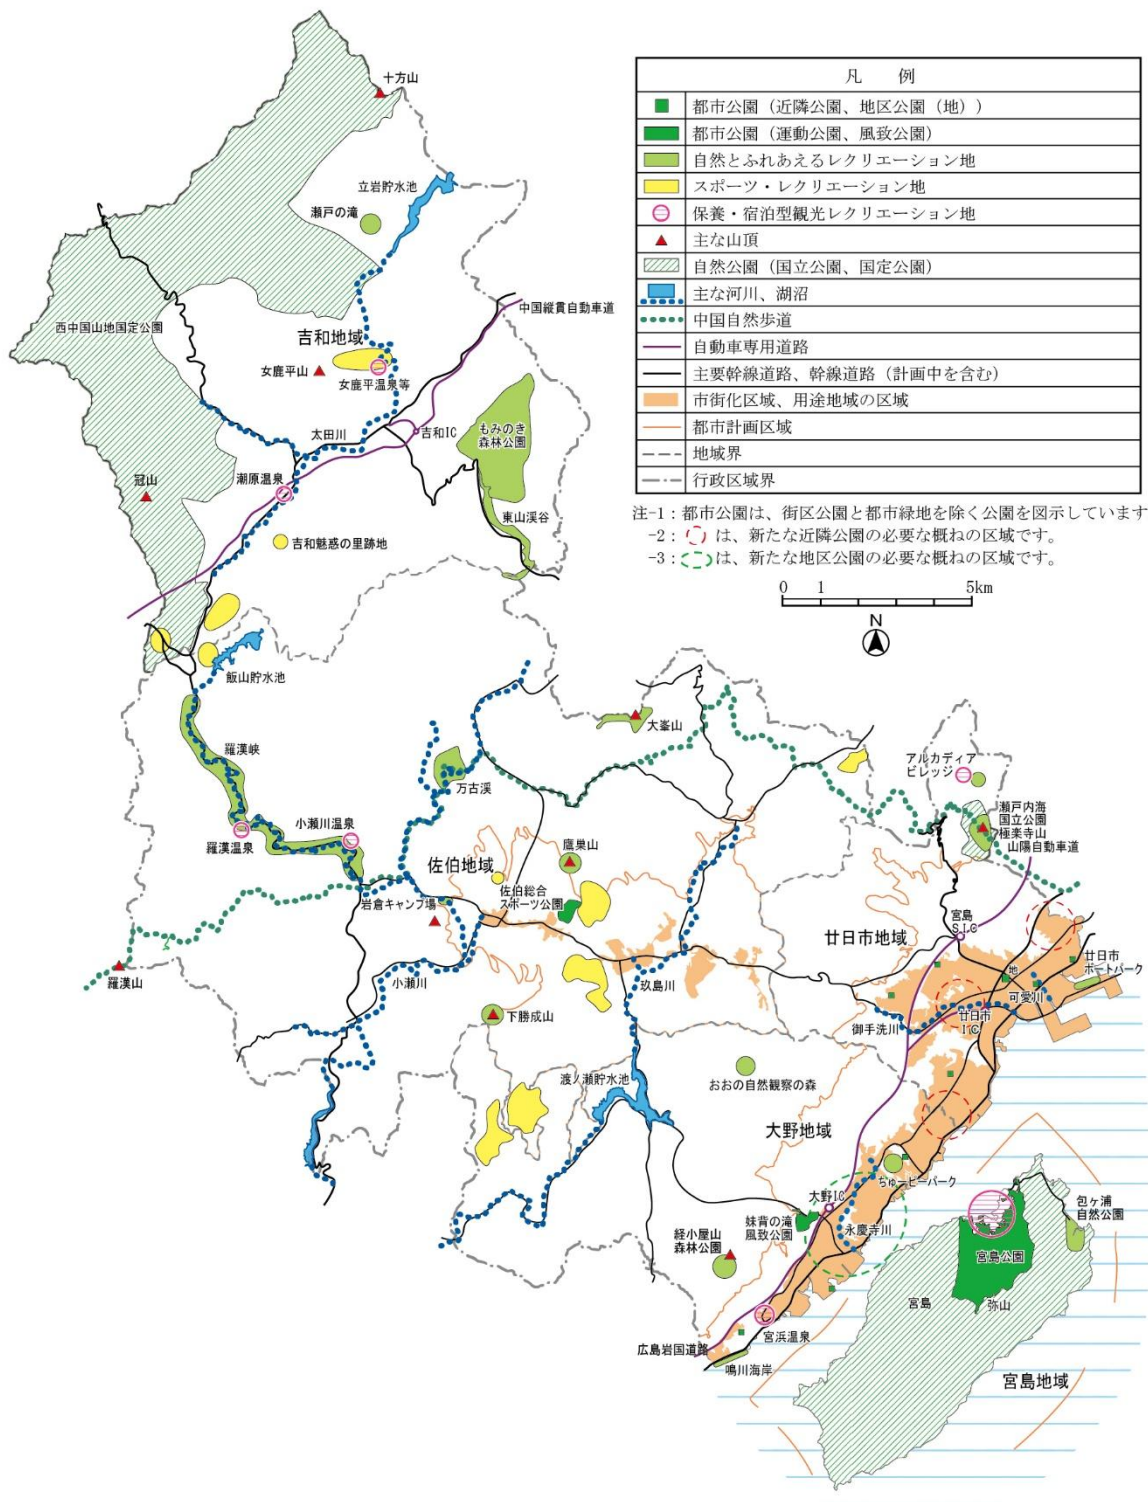 凡　例
都市公園（近隣公園、地区公園（地））
都市公園（運動公園、風致公園）
自然とふれあえるレクリエーション地
スポーツ・レクリエーション地
保養・宿泊型観光レクリエーション地
主な山頂
自然公園（国立公園、国定公園）
主な河川、湖沼
中国自然歩道
自動車専用道路
主要幹線道路、幹線道路（計画中を含む）
市街化区域、用途地域の区域
都市計画区域
地域界
行政区域界
注-1：都市公園は、街区公園と都市緑地を除く公園を図示しています
-2：　は、新たな近隣公園の必要な概ねの区域です。
-3：　は、新たな地区公園の必要な概ねの区域です。
0　1　5km
N
十方山
立岩貯水池
瀬戸の滝
中国縦貫自動車道
西中国山地国定公園
吉和地域
女鹿平山
女鹿平温泉等
太田川
吉和IC
もみのき
森林公園
潮原温泉
冠山
東山渓谷
吉和魅惑の里跡地
飯山貯水池
大峯山
羅漢峡
万古渓
アルカディア
ビレッジ
瀬戸内海
国立公園
極楽寺山
山陽自動車道
小瀬川温泉
羅漢温泉
鷹巣山
佐伯地域
佐伯総合
スポーツ公園
岩倉キャンプ場
宮島
SIC
廿日市地域
廿日市
ボートパーク
羅漢山
地
小瀬川
玖島川
可愛川
廿日市
IC
下勝成山
御手洗川
渡ノ瀬貯水池
おおの自然観察の森
大野地域
ちゅーピーパーク
大野IC
包ヶ浦
自然公園
妹背の滝
風致公園
永慶寺川
経小屋山
森林公園
宮島公園
宮島
弥山
宮浜温泉
広島岩国道路
鳴川海岸
宮島地域